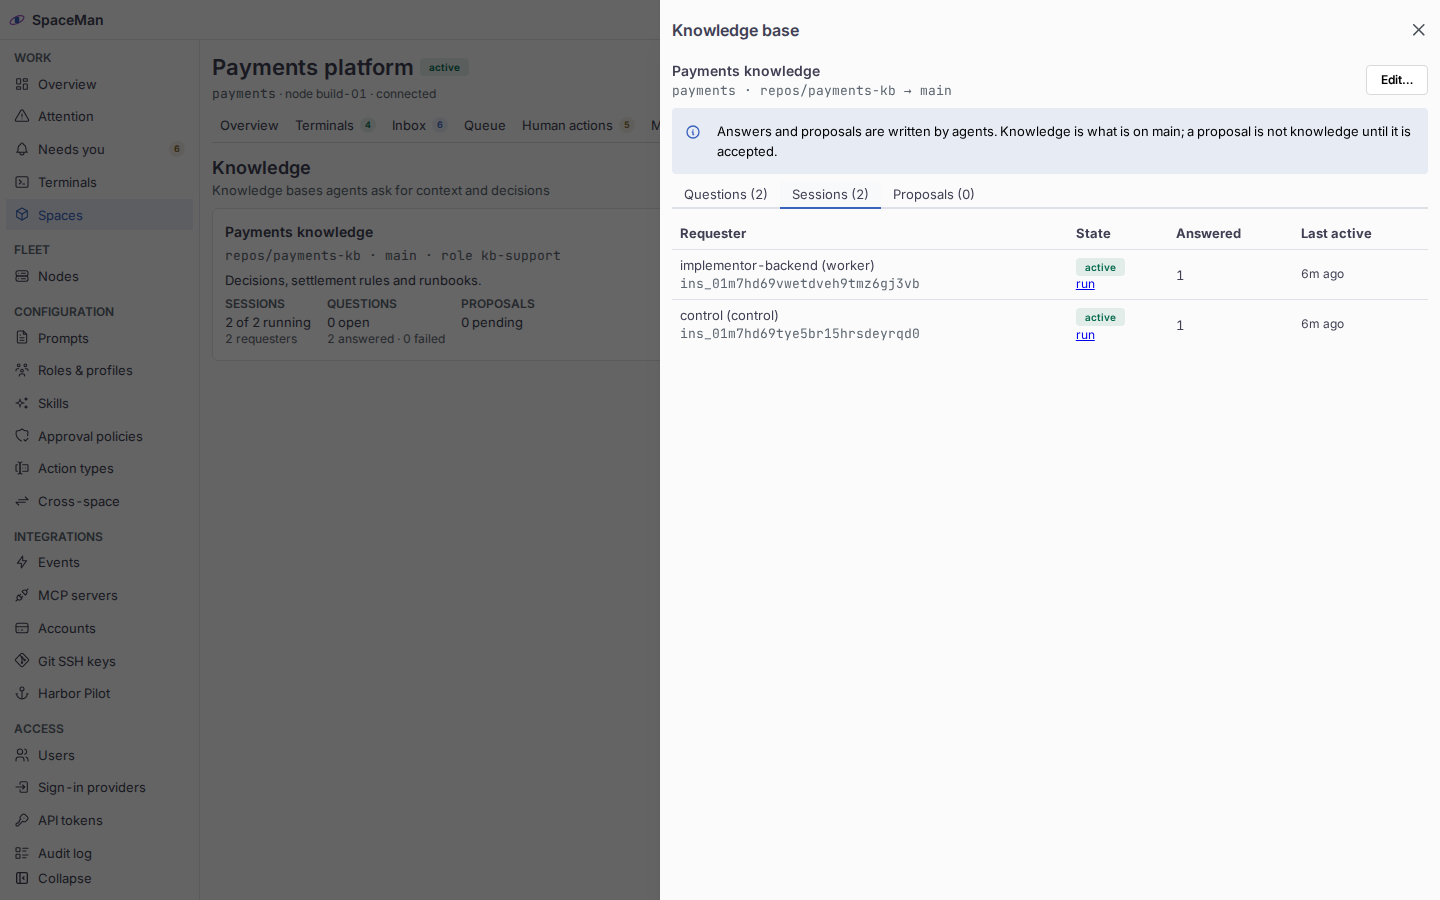 SpaceMan
WORK
Overview
Attention
Needs you 6
Terminals
Spaces
FLEET
Nodes
CONFIGURATION
Prompts
Roles & profiles
Skills
Approval policies
Action types
Cross-space
INTEGRATIONS
Events
MCP servers
Accounts
Git SSH keys
Harbor Pilot
ACCESS
Users
Sign-in providers
API tokens
Audit log
Collapse
Payments platform active
payments · node build-01 · connected
Overview Terminals 4 Inbox 6 Queue Human actions 5 M
Knowledge
Knowledge bases agents ask for context and decisions
Payments knowledge
repos/payments-kb · main · role kb-support
Decisions, settlement rules and runbooks.
SESSIONS QUESTIONS PROPOSALS
2 of 2 running 0 open 0 pending
2 requesters 2 answered · 0 failed
Knowledge base
Payments knowledge
payments · repos/payments-kb → main
Edit...
Answers and proposals are written by agents. Knowledge is what is on main; a proposal is not knowledge until it is
accepted.
Questions (2) Sessions (2) Proposals (0)
Requester State Answered Last active
implementor-backend (worker) active 1 6m ago
ins_01m7hd69vwetdveh9tmz6gj3vb run
control (control) active 1 6m ago
ins_01m7hd69tye5br15hrsdeyrqd0 run